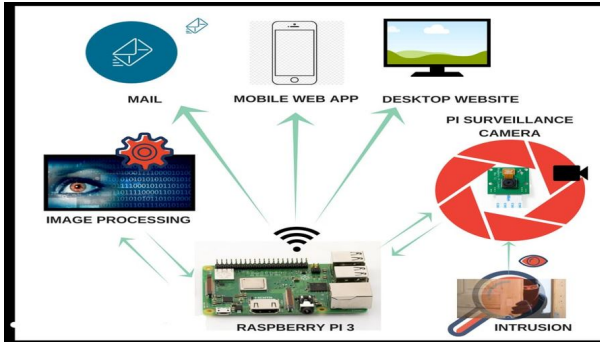 MAIL
MOBILE WEB APP
DESKTOP WEBSITE
PI SURVEILLANCE
CAMERA
IMAGE PROCESSING
RASPBERRY PI 3
INTRUSION